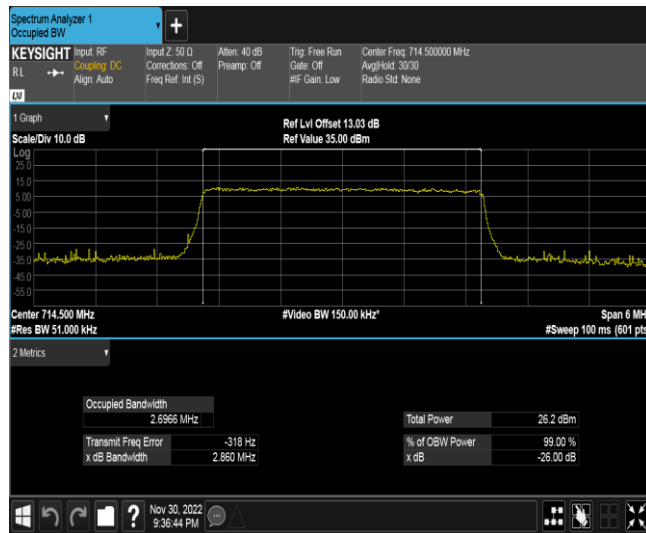 Spectrum Analyzer 1
Occupied BW
KEYSIGHT
RL
LXI
Input: RF
Coupling: DC
Align: Auto
Input Z: 50 Ω
Corrections: Off
Freq Ref: Int (S)
Atten: 40 dB
Preamp: Off
Trig: Free Run
Gate: Off
#IF Gain: Low
Center Freq: 714.500000 MHz
Avg|Hold: 30/30
Radio Std: None
1 Graph
Scale/Div 10.0 dB
Ref Lvl Offset 13.03 dB
Ref Value 35.00 dBm
Log
25.0
15.0
5.00
-5.00
-15.0
-25.0
-35.0
-45.0
-55.0
Center 714.500 MHz
#Video BW 150.00 kHz*
Span 6 MH
#Res BW 51.000 kHz
#Sweep 100 ms (601 pts
2 Metrics
Occupied Bandwidth
2.6966 MHz
Total Power 26.2 dBm
Transmit Freq Error -318 Hz
% of OBW Power 99.00 %
x dB Bandwidth 2.860 MHz
x dB -26.00 dB
?
Nov 30, 2022
9:36:44 PM